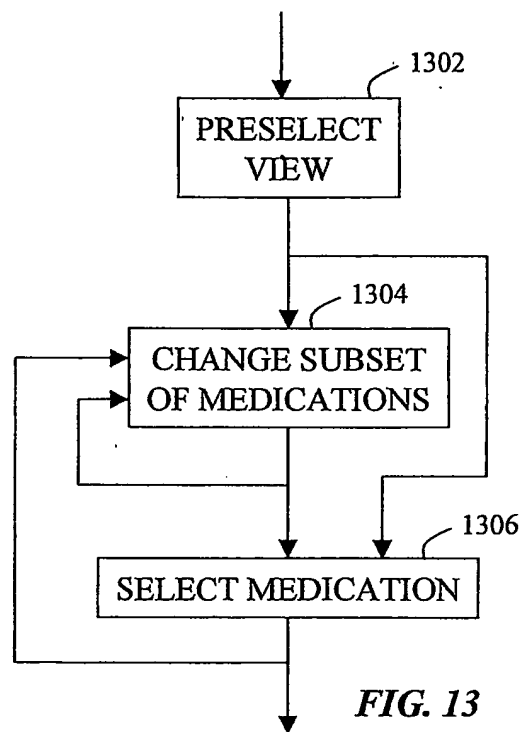 1302
PRESELECT
VIEW
1304
CHANGE SUBSET
OF MEDICATIONS
1306
SELECT MEDICATION
FIG. 13